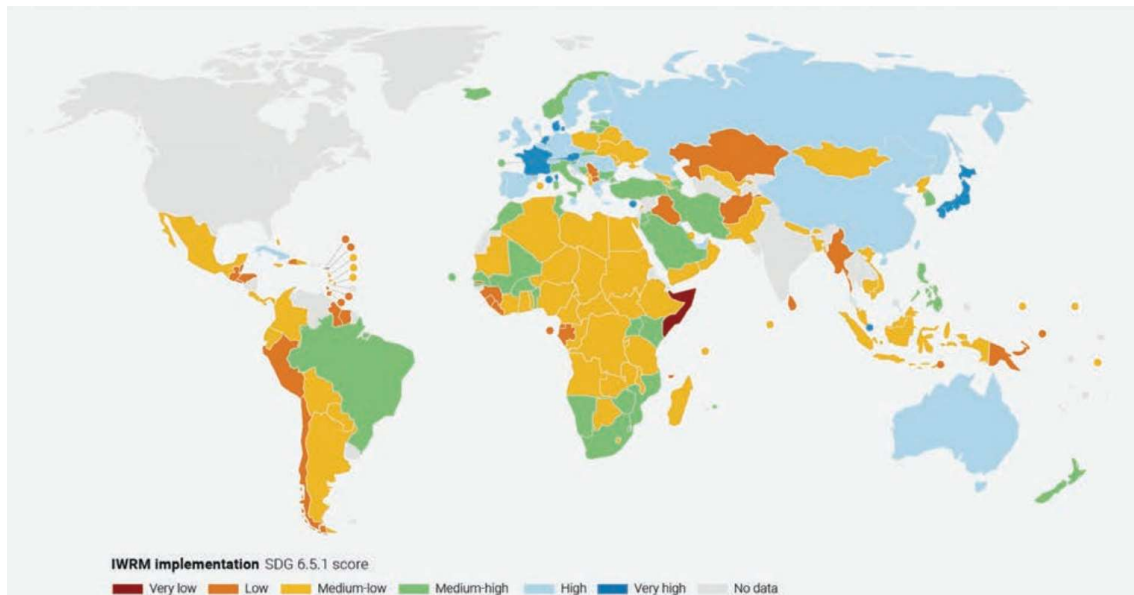 IWRM implementation SDG 6.5.1 score
Very low Low Medium-low Medium-high High Very high No data